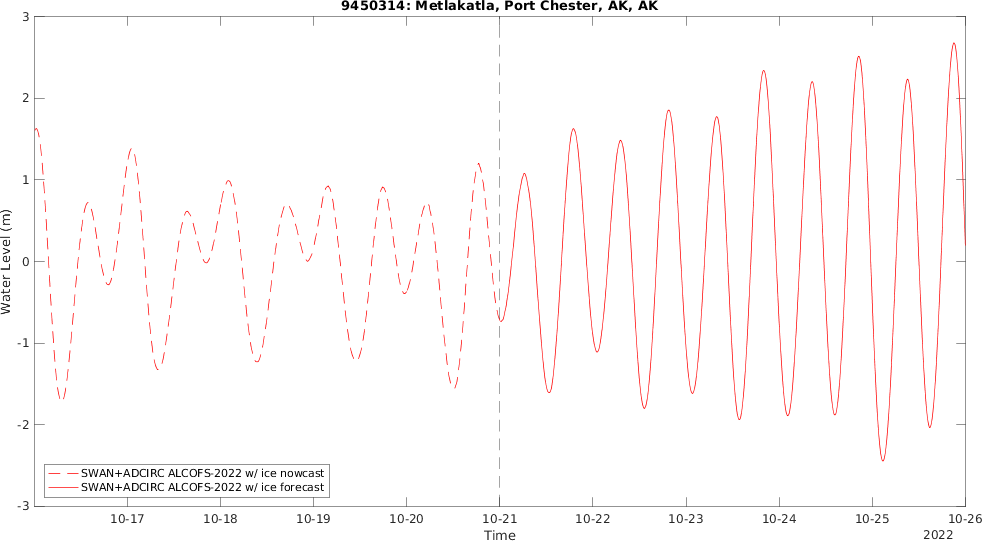 9450314: Metlakatla, Port Chester, AK, AK
Water Level (m)
3
2
1
0
-1
-2
-3
SWAN+ADCIRC ALCOFS-2022 w/ ice nowcast
SWAN+ADCIRC ALCOFS-2022 w/ ice forecast
10-17 10-18 10-19 10-20 10-21 10-22 10-23 10-24 10-25 10-26
Time
2022